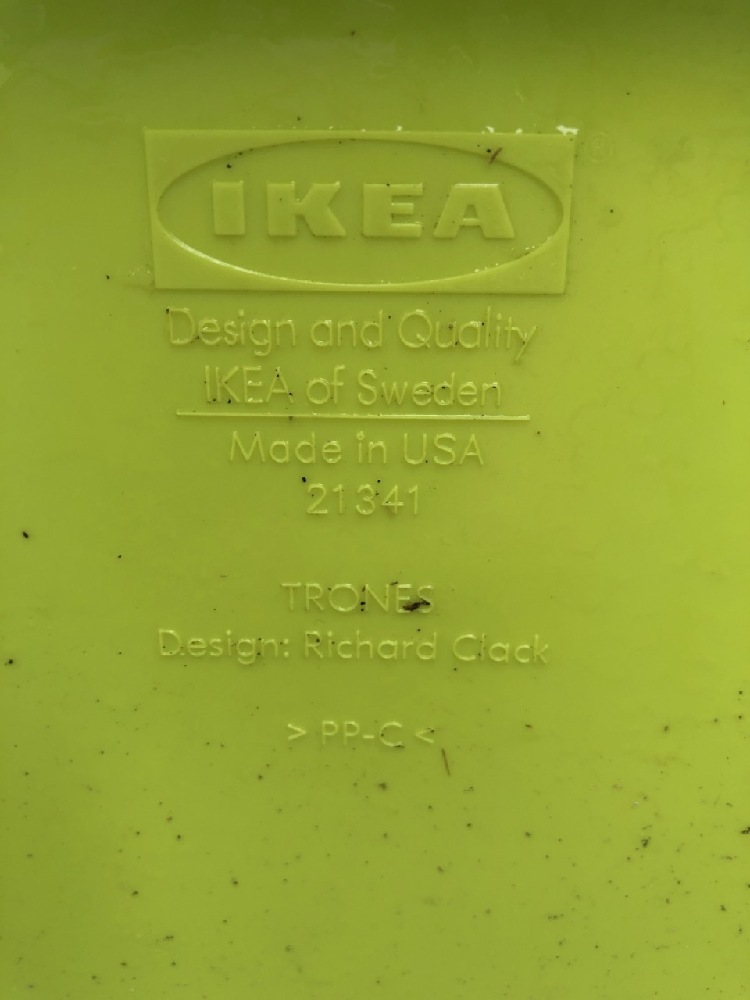 IKEA ®
Design and Quality
IKEA of Sweden
Made in USA
21341
TRONES
Design: Richard Clack
> PP-C <